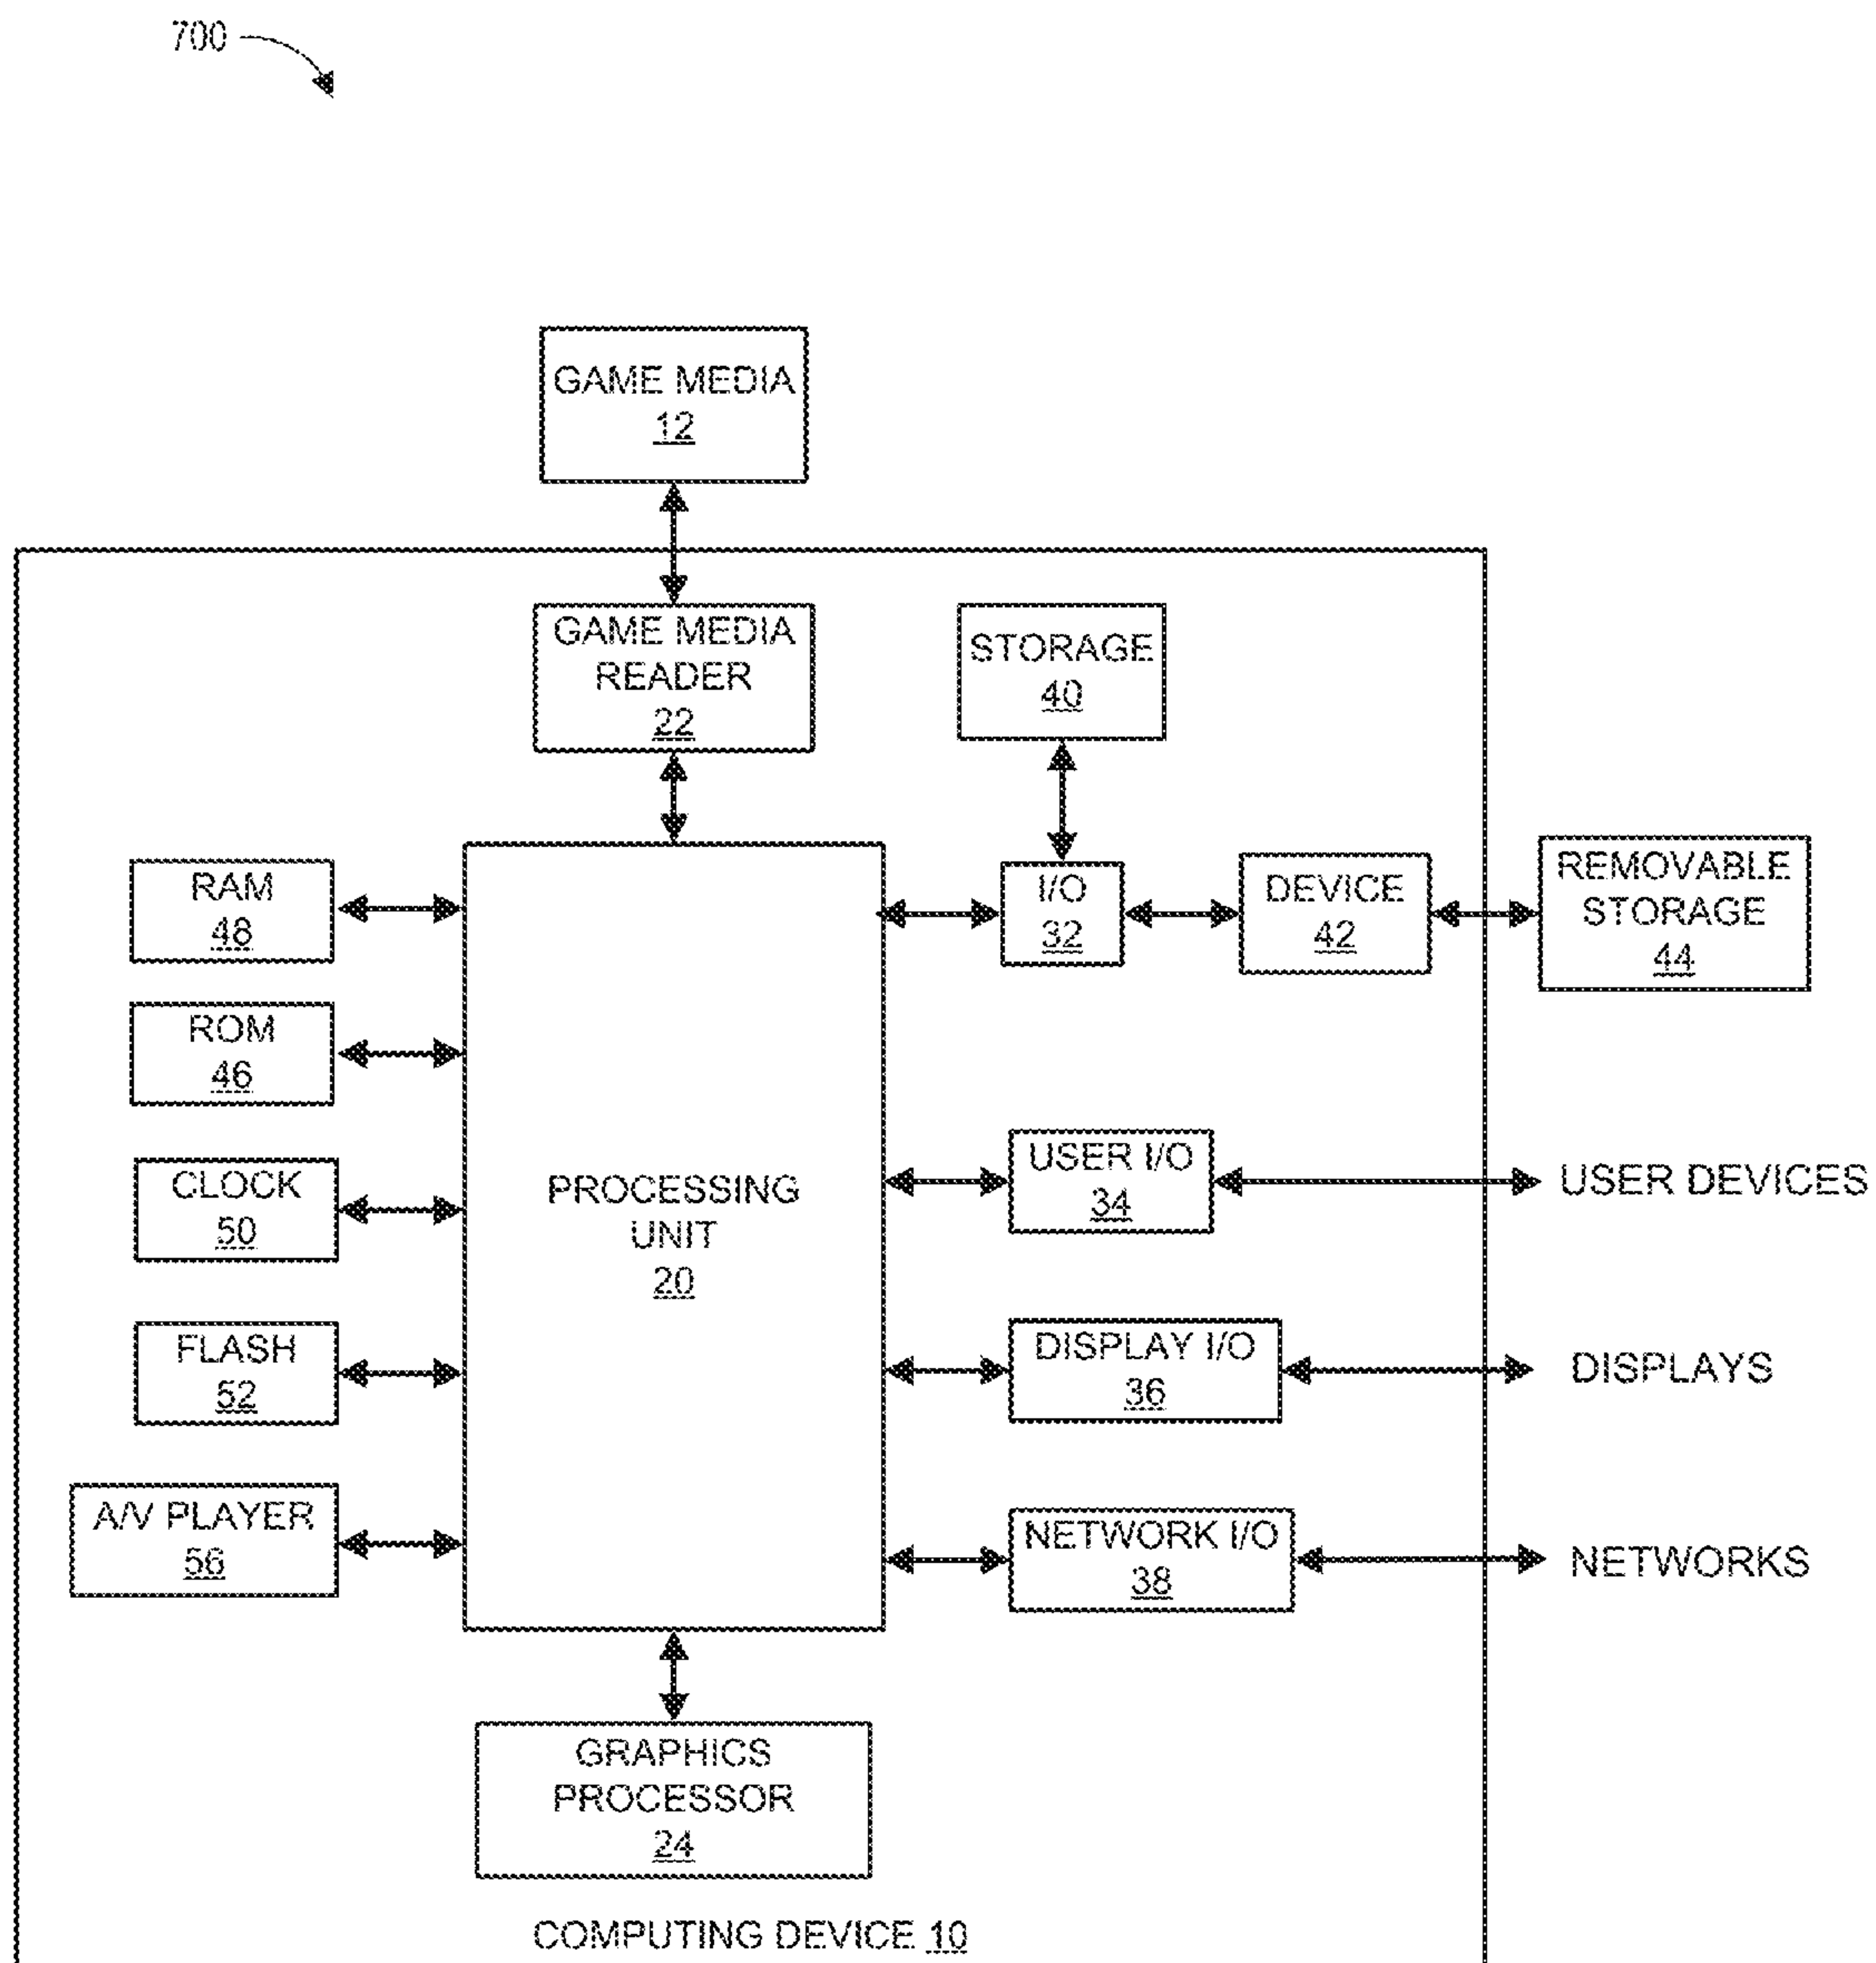 700
GAME MEDIA
12
GAME MEDIA
READER
22
STORAGE
40
RAM
48
I/O
32
DEVICE
42
REMOVABLE
STORAGE
44
ROM
46
CLOCK
50
PROCESSING
UNIT
20
USER I/O
34
USER DEVICES
FLASH
52
DISPLAY I/O
36
DISPLAYS
A/V PLAYER
56
NETWORK I/O
38
NETWORKS
GRAPHICS
PROCESSOR
24
COMPUTING DEVICE 10